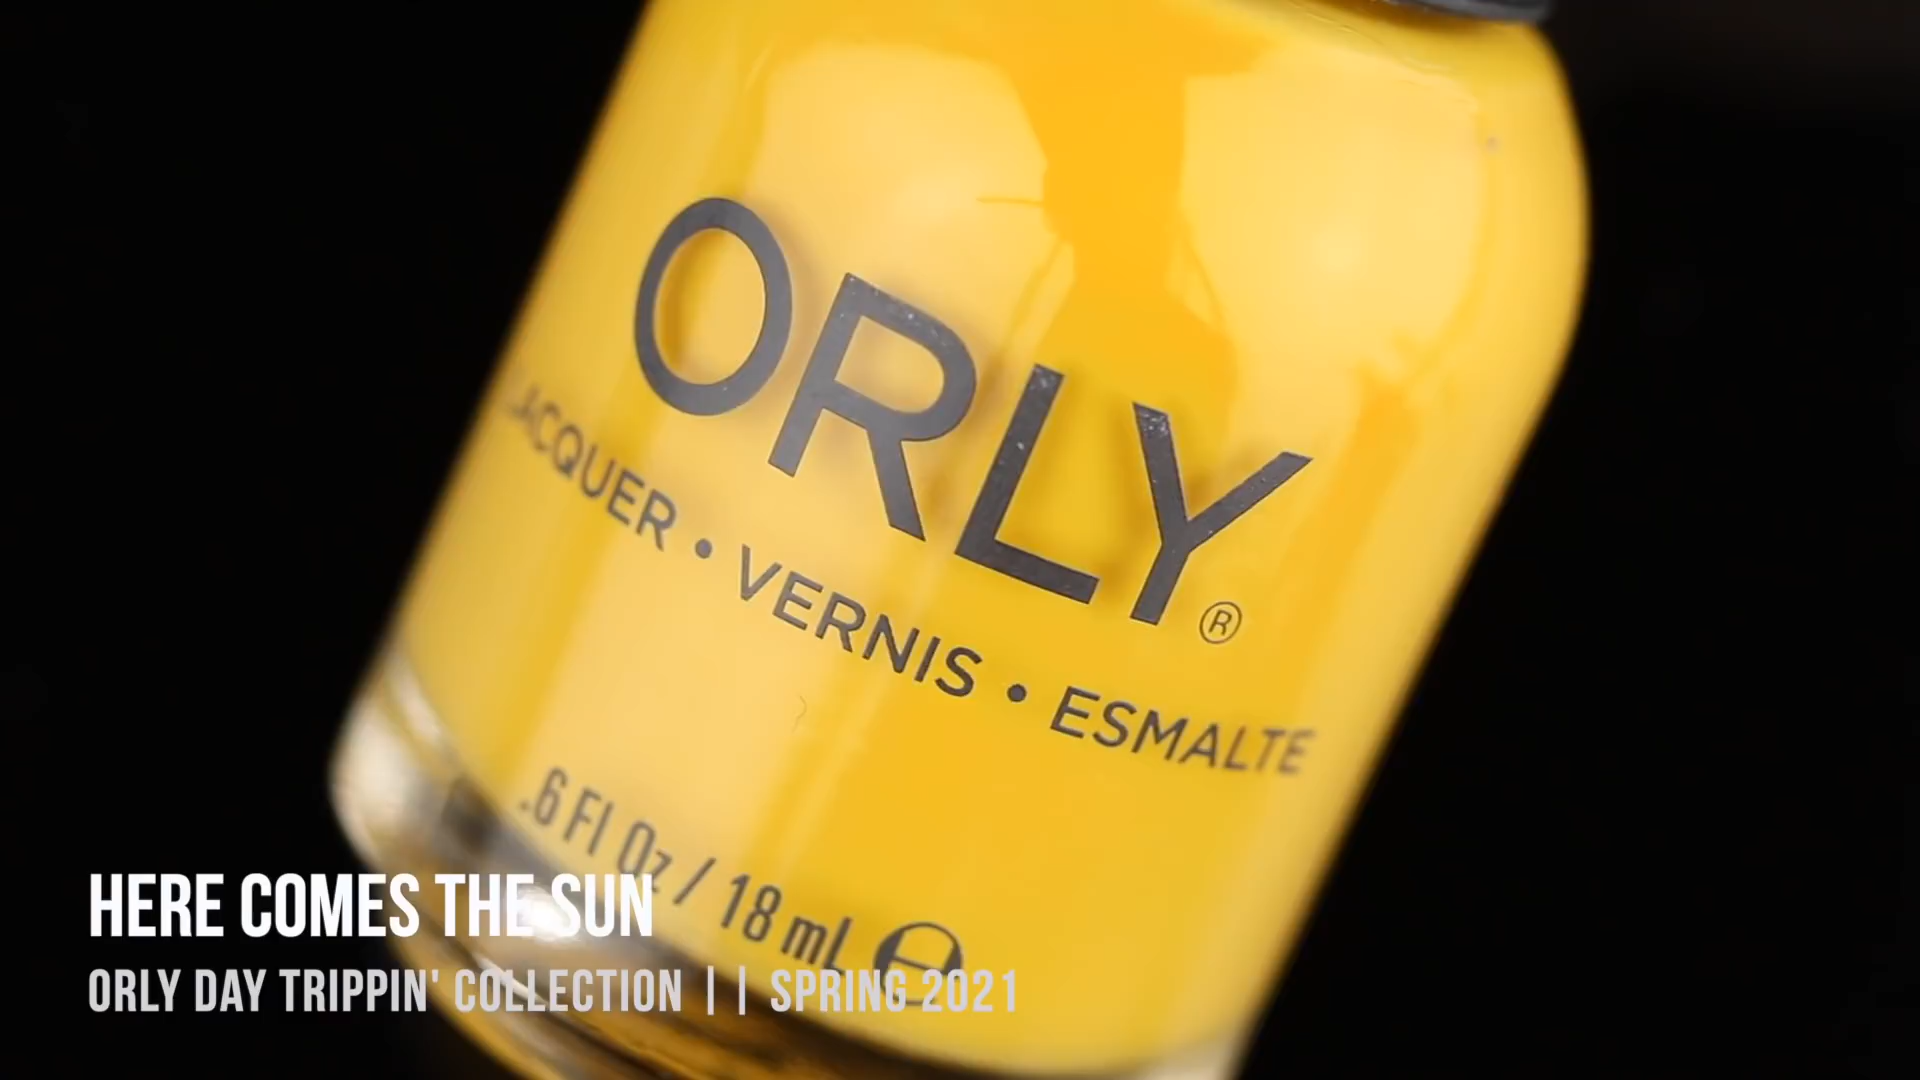 ORLY®
LACQUER • VERNIS • ESMALTE
.6 Fl Oz / 18 mL ℮
HERE COMES THE SUN
ORLY DAY TRIPPIN' COLLECTION || SPRING 2021